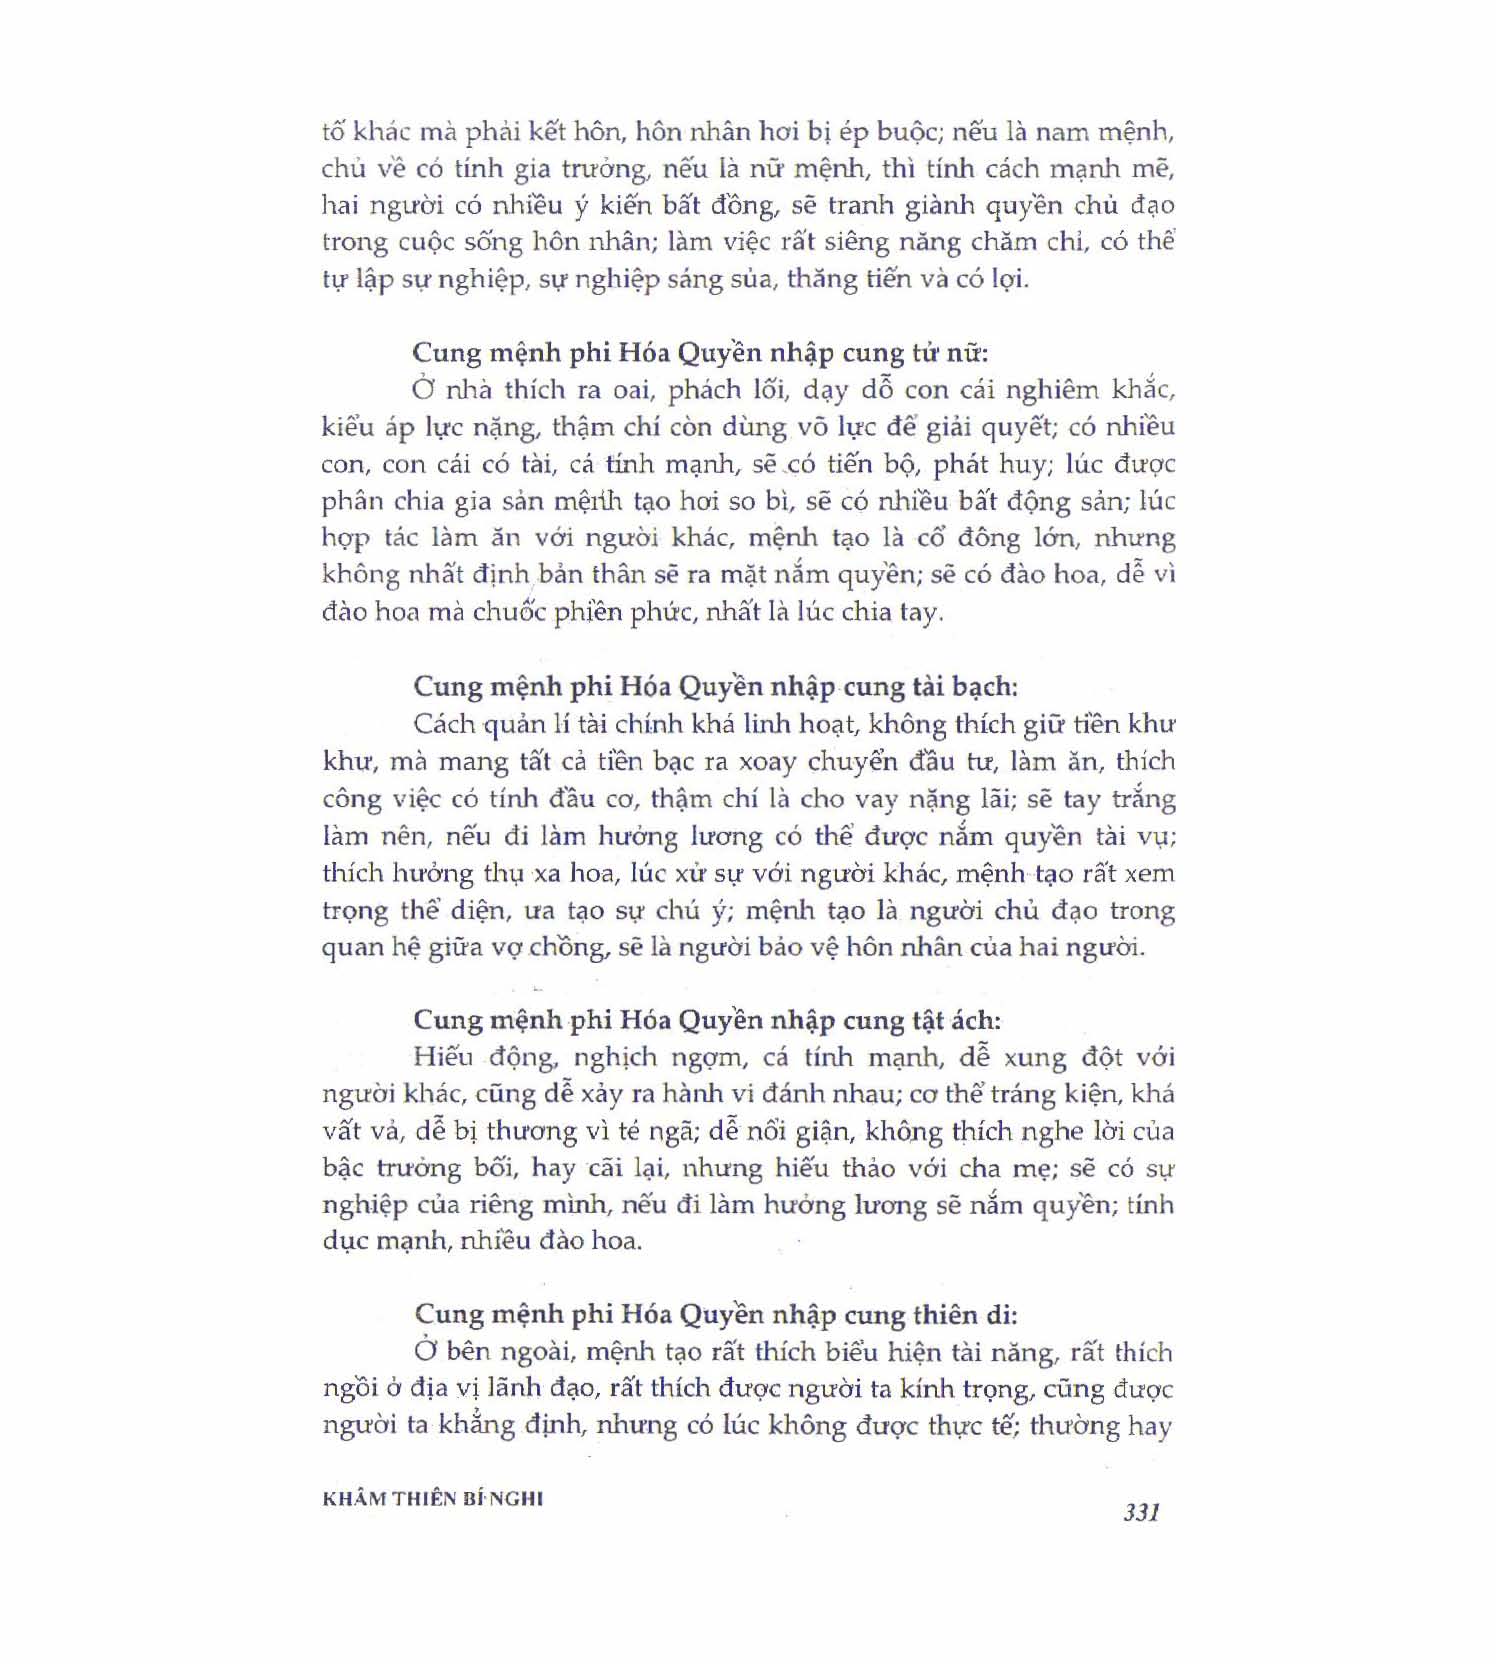 tố khác mà phải kết hôn, hôn nhân hơi bị ép buộc; nếu là nam mệnh,
chủ về có tính gia trưởng, nếu là nữ mệnh, thì tính cách mạnh mẽ,
hai người có nhiều ý kiến bất đồng, sẽ tranh giành quyền chủ đạo
trong cuộc sống hôn nhân; làm việc rất siêng năng chăm chỉ, có thể
tự lập sự nghiệp, sự nghiệp sáng sủa, thăng tiến và có lợi.
Cung mệnh phi Hóa Quyền nhập cung tử nữ:
Ở nhà thích ra oai, phách lối, dạy dỗ con cái nghiêm khắc,
kiểu áp lực nặng, thậm chí còn dùng võ lực để giải quyết; có nhiều
con, con cái có tài, cá tính mạnh, sẽ có tiến bộ, phát huy; lúc được
phân chia gia sản mệnh tạo hơi so bì, sẽ có nhiều bất động sản; lúc
hợp tác làm ăn với người khác, mệnh tạo là cổ đông lớn, nhưng
không nhất định bản thân sẽ ra mặt nắm quyền; sẽ có đào hoa, dễ vì
đào hoa mà chuốc phiền phức, nhất là lúc chia tay.
Cung mệnh phi Hóa Quyền nhập cung tài bạch:
Cách quản lí tài chính khá linh hoạt, không thích giữ tiền khư
khư, mà mang tất cả tiền bạc ra xoay chuyển đầu tư, làm ăn, thích
công việc có tính đầu cơ, thậm chí là cho vay nặng lãi; sẽ tay trắng
làm nên, nếu đi làm hưởng lương có thể được nắm quyền tài vụ;
thích hưởng thụ xa hoa, lúc xử sự với người khác, mệnh tạo rất xem
trọng thể diện, ưa tạo sự chú ý; mệnh tạo là người chủ đạo trong
quan hệ giữa vợ chồng, sẽ là người bảo vệ hôn nhân của hai người.
Cung mệnh phi Hóa Quyền nhập cung tật ách:
Hiếu động, nghịch ngợm, cá tính mạnh, dễ xung đột với
người khác, cũng dễ xảy ra hành vi đánh nhau; cơ thể tráng kiện, khá
vất vả, dễ bị thương vì té ngã; dễ nổi giận, không thích nghe lời của
bậc trưởng bối, hay cãi lại, nhưng hiếu thảo với cha mẹ; sẽ có sự
nghiệp của riêng mình, nếu đi làm hưởng lương sẽ nắm quyền; tính
dục mạnh, nhiều đào hoa.
Cung mệnh phi Hóa Quyền nhập cung thiên di:
Ở bên ngoài, mệnh tạo rất thích biểu hiện tài năng, rất thích
ngồi ở địa vị lãnh đạo, rất thích được người ta kính trọng, cũng được
người ta khẳng định, nhưng có lúc không được thực tế; thường hay
KHÂM THIÊN BÍ NGHI
331